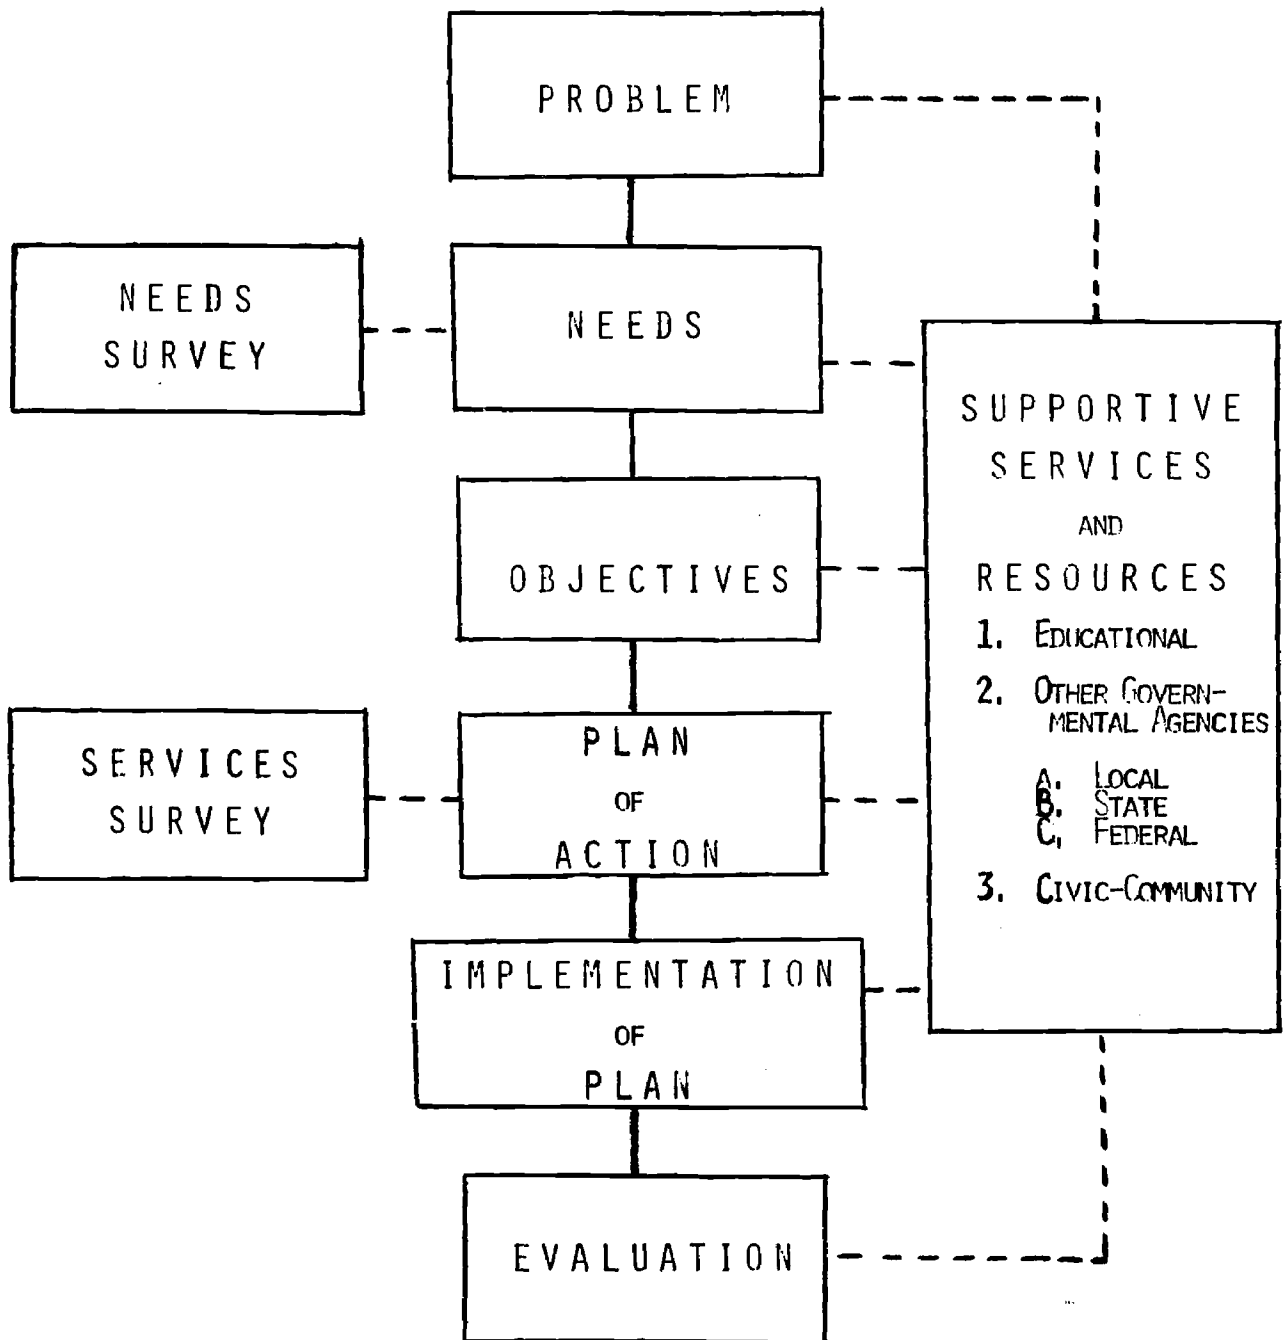 PROBLEM
NEEDS
SURVEY
NEEDS
OBJECTIVES
SERVICES
SURVEY
PLAN
OF
ACTION
IMPLEMENTATION
OF
PLAN
EVALUATION
SUPPORTIVE
SERVICES
AND
RESOURCES
1. EDUCATIONAL
2. OTHER GOVERN-
MENTAL AGENCIES
A. LOCAL
B. STATE
C. FEDERAL
3. CIVIC-COMMUNITY